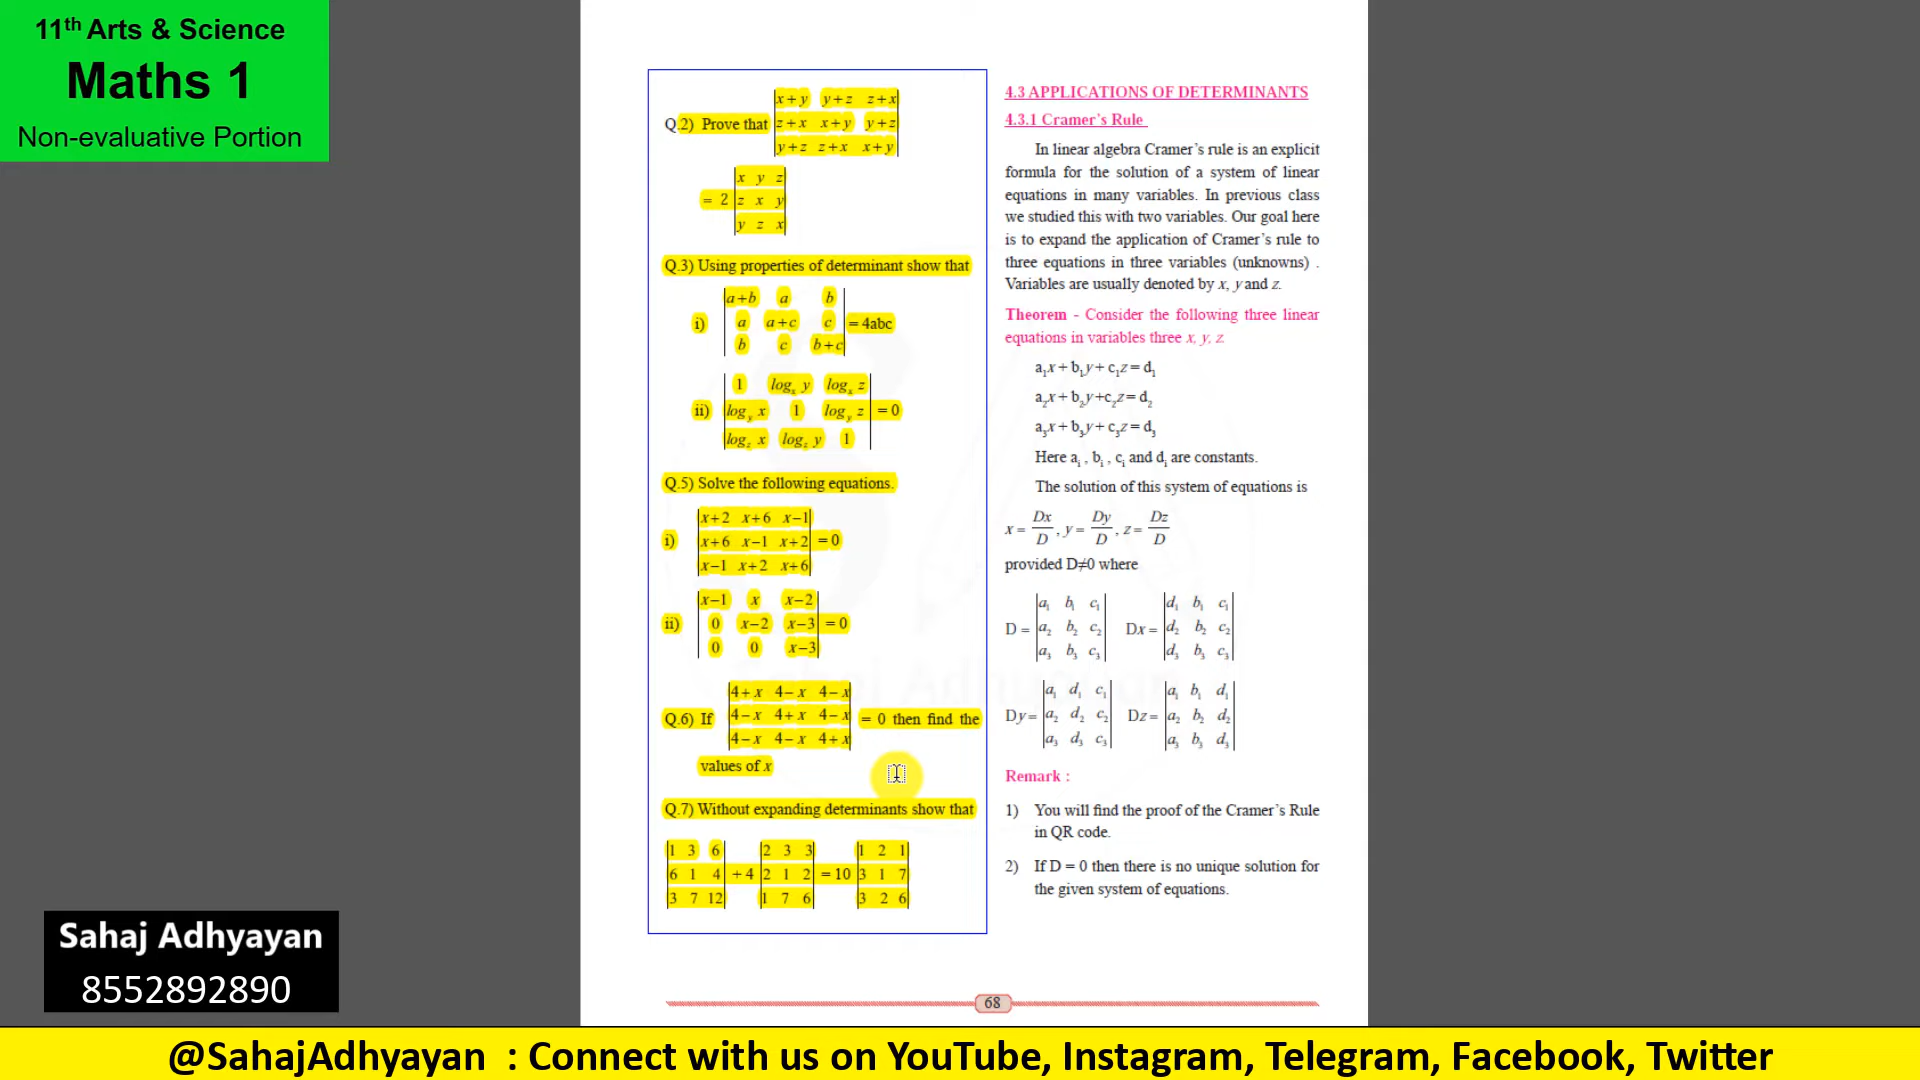 11th Arts & Science
Maths 1
Non-evaluative Portion
Q.2) Prove that
x+y y+z z+x
z+x x+y y+z
y+z z+x x+y
= 2
x y z
z x y
y z x
Q.3) Using properties of determinant show that
i)
a+b a b
a a+c c
b c b+c
= 4abc
ii)
1 logₓ y logₓ z
log_y x 1 log_y z
log_z x log_z y 1
= 0
Q.5) Solve the following equations.
i)
x+2 x+6 x−1
x+6 x−1 x+2
x−1 x+2 x+6
= 0
ii)
x−1 x x−2
0 x−2 x−3
0 0 x−3
= 0
Q.6) If
4+x 4−x 4−x
4−x 4+x 4−x
4−x 4−x 4+x
= 0 then find the
values of x
Q.7) Without expanding determinants show that
1 3 6
6 1 4
3 7 12
+ 4
2 3 3
2 1 2
1 7 6
= 10
1 2 1
3 1 7
3 2 6
4.3 APPLICATIONS OF DETERMINANTS
4.3.1 Cramer's Rule
In linear algebra Cramer's rule is an explicit
formula for the solution of a system of linear
equations in many variables. In previous class
we studied this with two variables. Our goal here
is to expand the application of Cramer's rule to
three equations in three variables (unknowns) .
Variables are usually denoted by x, y and z.
Theorem - Consider the following three linear
equations in variables three x, y, z.
a₁x + b₁y + c₁z = d₁
a₂x + b₂y +c₂z = d₂
a₃x + b₃y + c₃z = d₃
Here aᵢ , bᵢ , cᵢ and dᵢ are constants.
The solution of this system of equations is
x = Dx/D , y = Dy/D , z = Dz/D
provided D≠0 where
D =
a₁ b₁ c₁
a₂ b₂ c₂
a₃ b₃ c₃
Dx =
d₁ b₁ c₁
d₂ b₂ c₂
d₃ b₃ c₃
Dy =
a₁ d₁ c₁
a₂ d₂ c₂
a₃ d₃ c₃
Dz =
a₁ b₁ d₁
a₂ b₂ d₂
a₃ b₃ d₃
Remark :
1) You will find the proof of the Cramer's Rule
in QR code.
2) If D = 0 then there is no unique solution for
the given system of equations.
68
Sahaj Adhyayan
8552892890
@SahajAdhyayan : Connect with us on YouTube, Instagram, Telegram, Facebook, Twitter